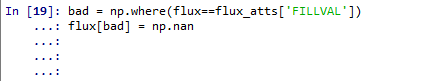 In [19]: bad = np.where(flux==flux_atts['FILLVAL'])
    ...: flux[bad] = np.nan
    ...:
    ...:
    ...: